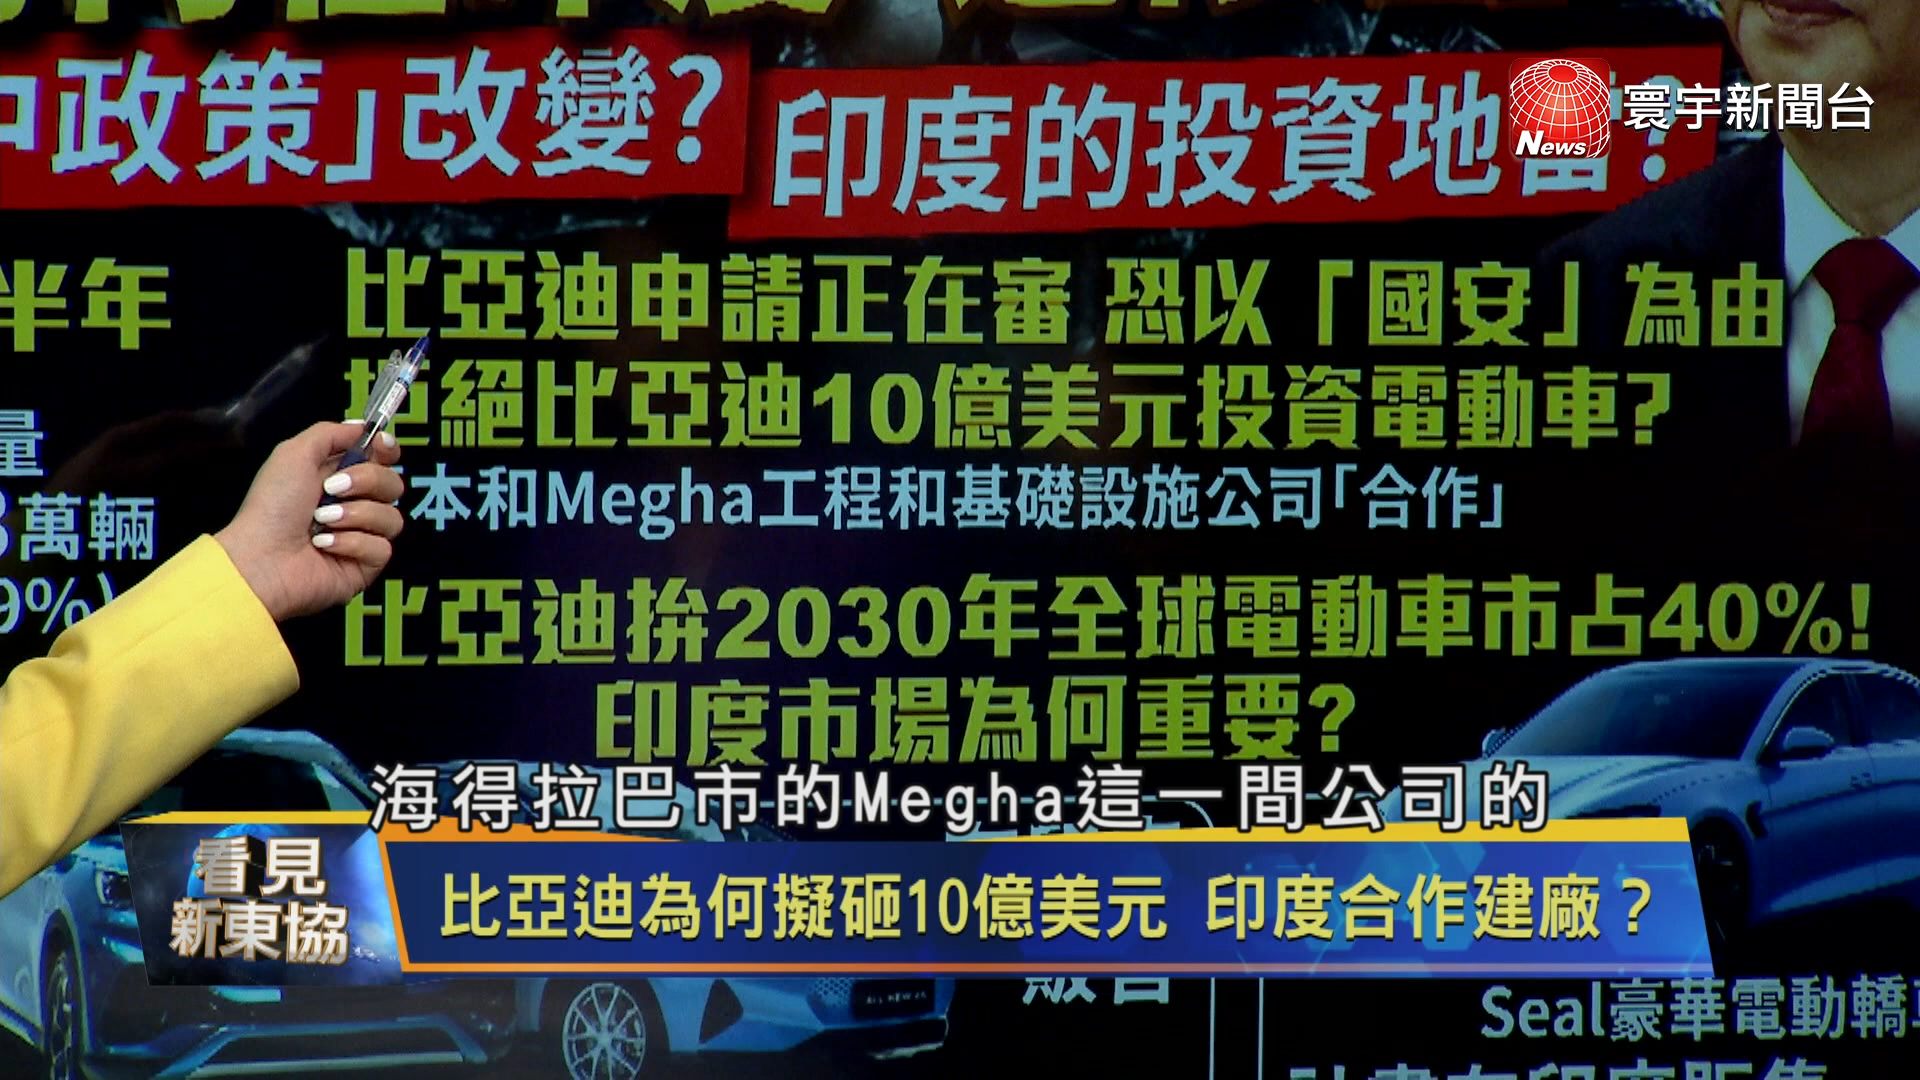 中政策」改變?
印度的投資地雷?
News
寰宇新聞台
半年
比亞迪申請正在審 恐以「國安」為由
拒絕比亞迪10億美元投資電動車?
量
本和Megha工程和基礎設施公司「合作」
3萬輛
9%)
比亞迪拚2030年全球電動車市占40%!
印度市場為何重要?
海得拉巴市的Megha這一間公司的
看見
新東協
比亞迪為何擬砸10億美元 印度合作建廠？
Seal豪華電動轎